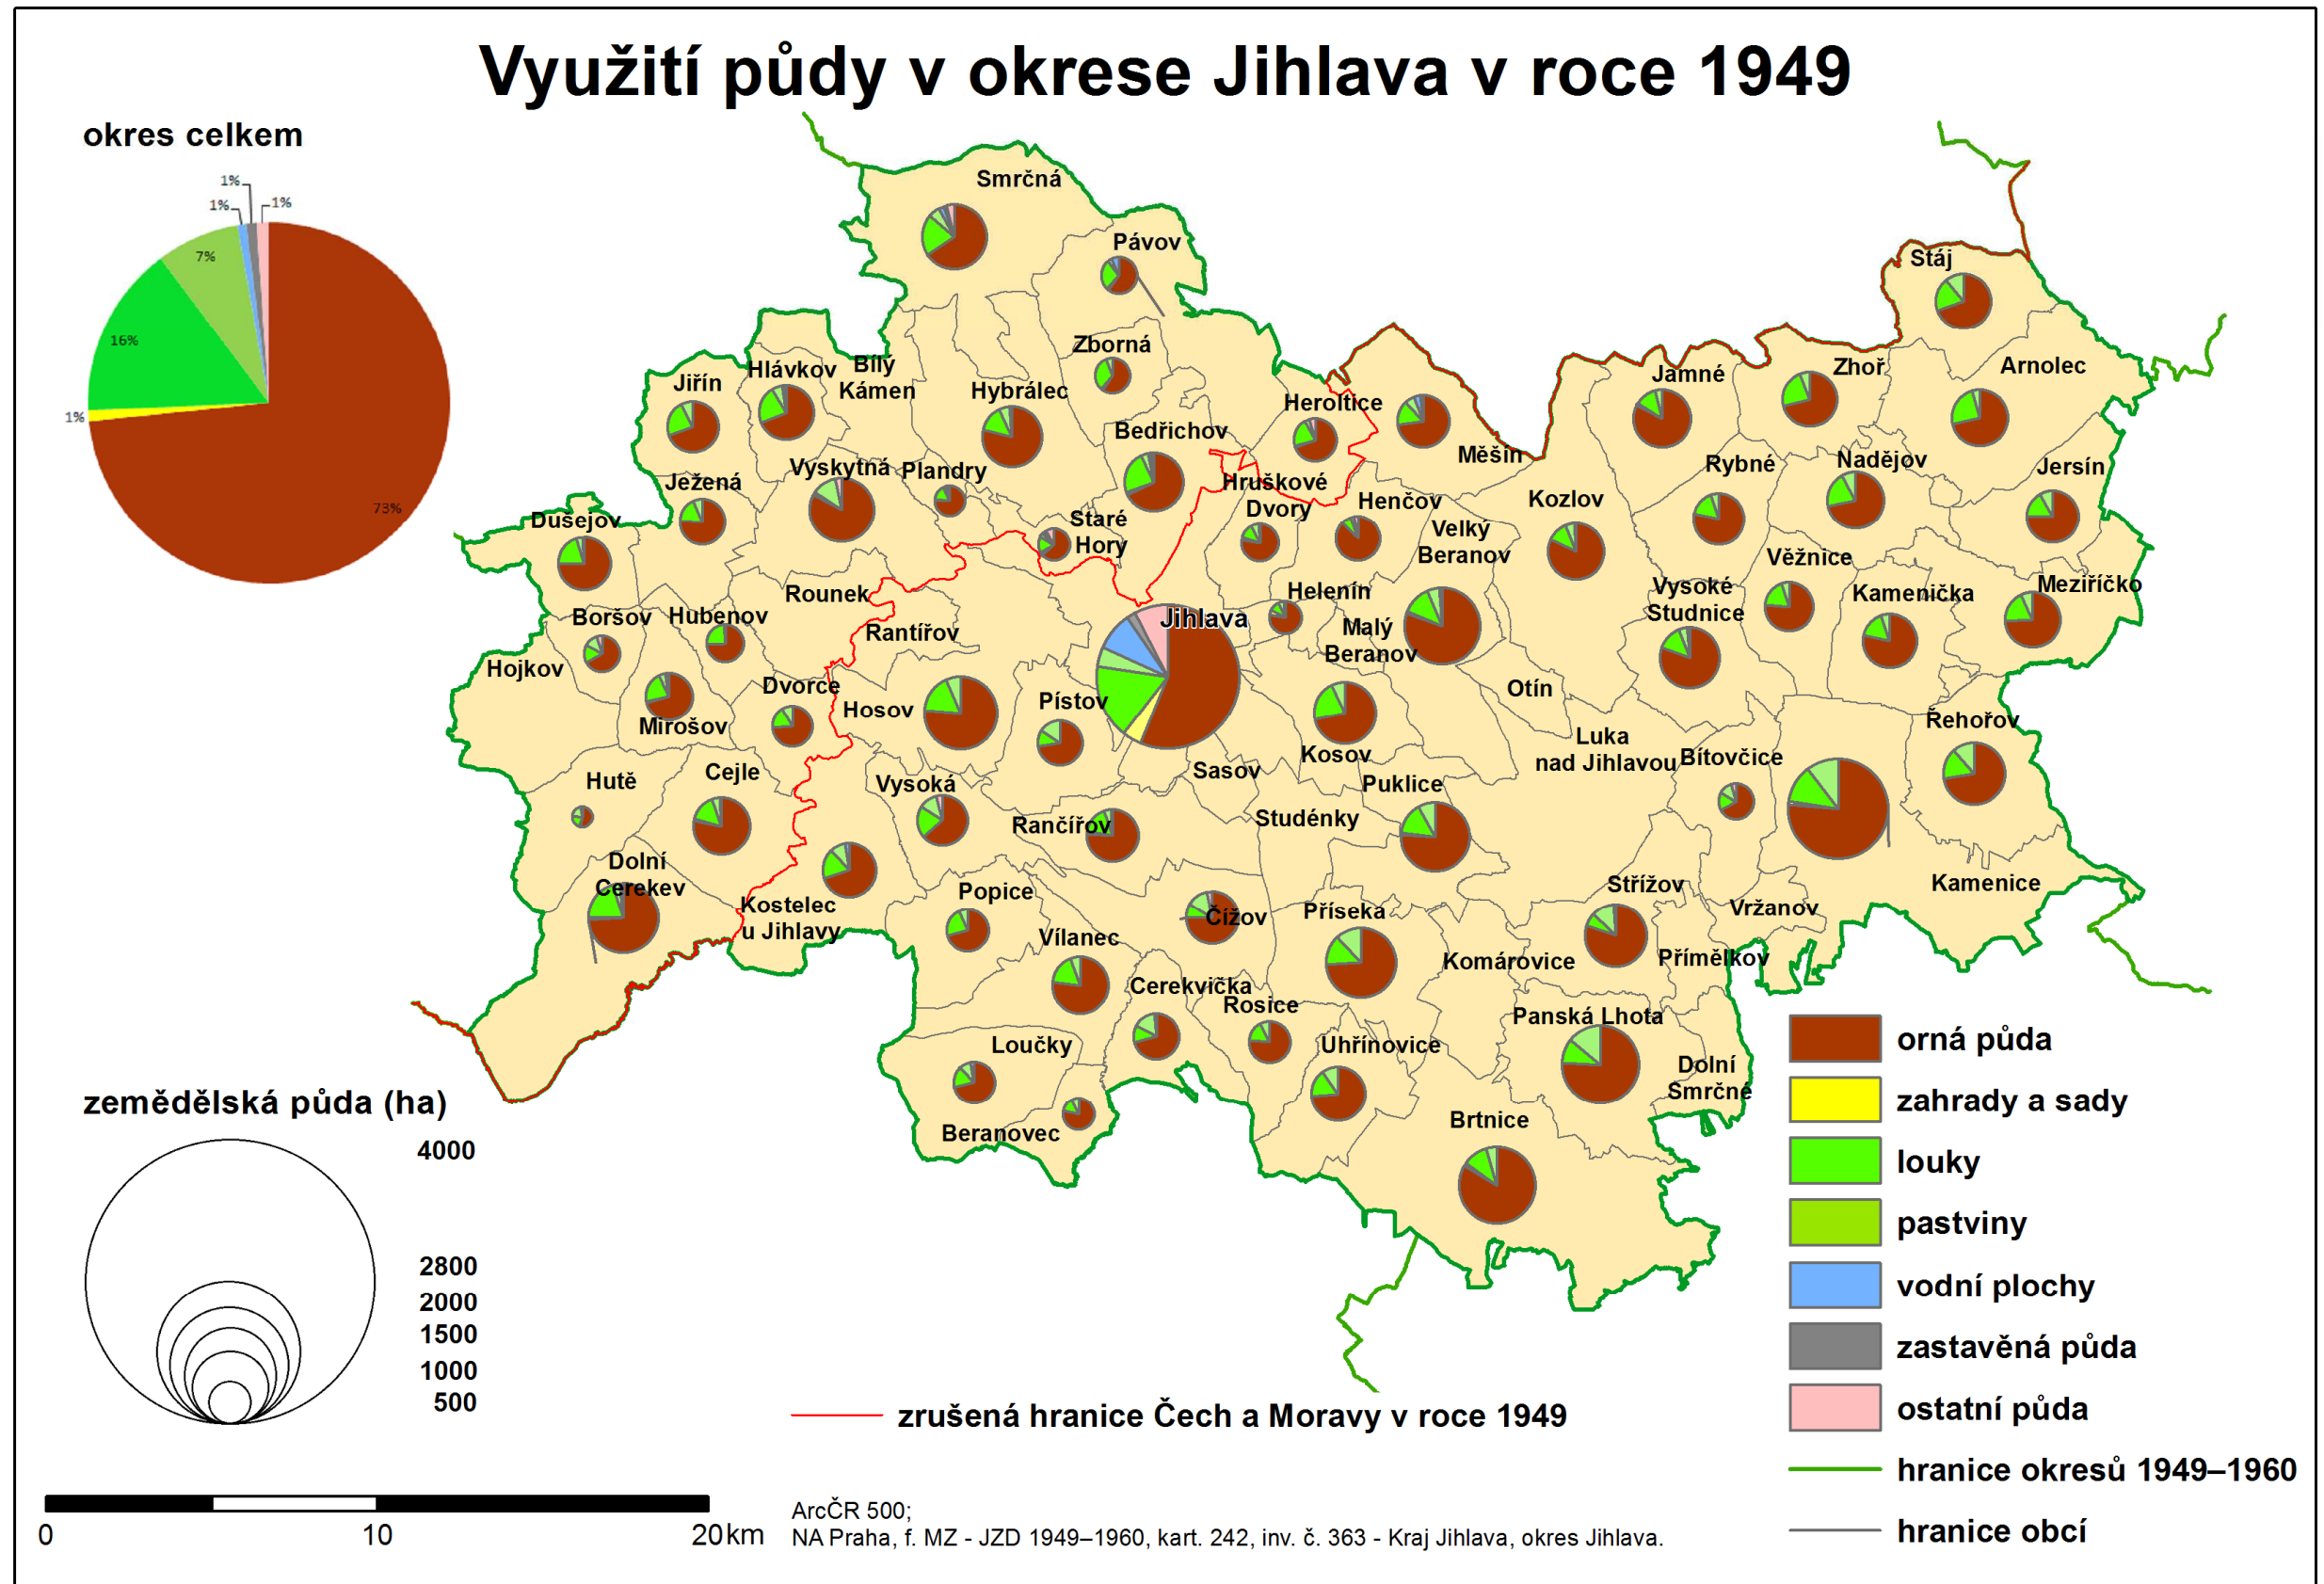 Využití půdy v okrese Jihlava v roce 1949
okres celkem
1%
1%
1%
7%
16%
1%
73%
Smrčná
Pávov
Stáj
Zborná
Hlávkov
Bílý
Kámen
Jiřín
Hybrálec
Heroltice
Jamné
Zhoř
Arnolec
Bedřichov
Měšín
Vyskytná
Plandry
Ježená
Hruškové
Dvory
Henčov
Kozlov
Rybné
Nadějov
Jersín
Dušejov
Staré
Hory
Velký
Beranov
Věžnice
Rounek
Helenín
Vysoké
Studnice
Kamenička
Meziříčko
Boršov
Hubenov
Rantířov
Jihlava
Malý
Beranov
Hojkov
Dvorce
Hosov
Pístov
Otín
Mirošov
Řehořov
Luka
nad Jihlavou
Bítovčice
Kosov
Hutě
Cejle
Vysoká
Sasov
Puklice
Rančířov
Studénky
Dolní
Cerekev
Popice
Střížov
Kamenice
Kostelec
u Jihlavy
Čížov
Příseka
Vržanov
Vílanec
Komárovice
Přímělkov
Cerekvička
Rosice
Panská Lhota
Loučky
Uhřínovice
Dolní
Smrčné
Beranovec
Brtnice
zemědělská půda (ha)
4000
2800
2000
1500
1000
500
orná půda
zahrady a sady
louky
pastviny
vodní plochy
zastavěná půda
ostatní půda
hranice okresů 1949–1960
hranice obcí
zrušená hranice Čech a Moravy v roce 1949
0 10 20 km
ArcČR 500;
NA Praha, f. MZ - JZD 1949–1960, kart. 242, inv. č. 363 - Kraj Jihlava, okres Jihlava.